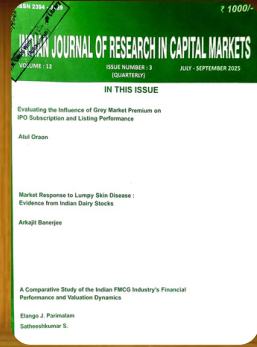 ₹ 1000/-
INDIAN JOURNAL OF RESEARCH IN CAPITAL MARKETS
VOLUME : 12
ISSUE NUMBER : 3
(QUARTERLY)
JULY - SEPTEMBER 2025
IN THIS ISSUE
Evaluating the Influence of Grey Market Premium on
IPO Subscription and Listing Performance
Atul Oraon
Market Response to Lumpy Skin Disease :
Evidence from Indian Dairy Stocks
Arkajit Banerjee
A Comparative Study of the Indian FMCG Industry's Financial
Performance and Valuation Dynamics
Elango J. Parimalam
Satheeshkumar S.